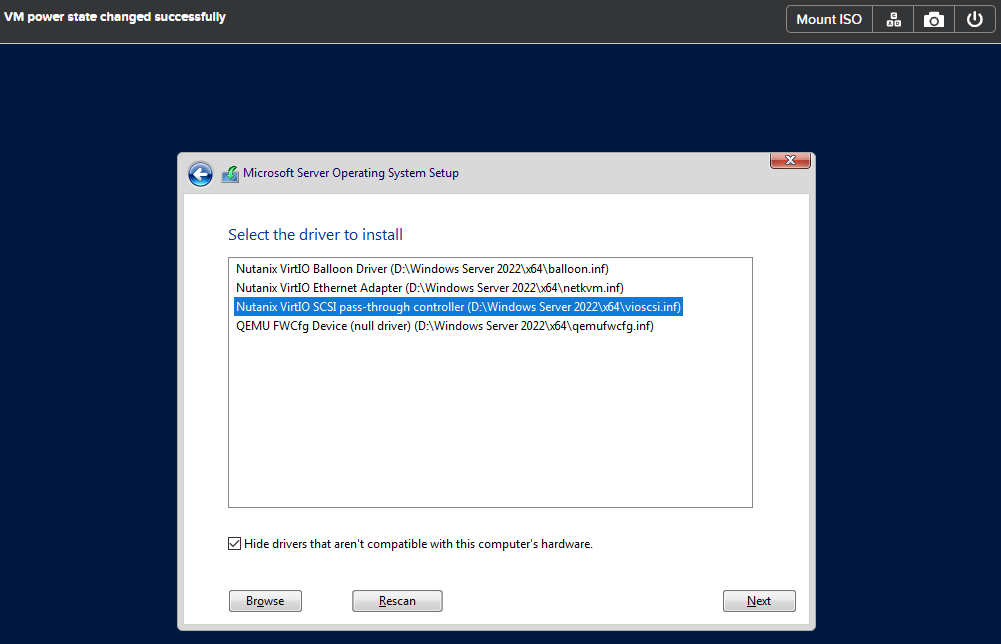 VM power state changed successfully
Mount ISO
Microsoft Server Operating System Setup
Select the driver to install
Nutanix VirtIO Balloon Driver (D:\Windows Server 2022\x64\balloon.inf)
Nutanix VirtIO Ethernet Adapter (D:\Windows Server 2022\x64\netkvm.inf)
Nutanix VirtIO SCSI pass-through controller (D:\Windows Server 2022\x64\vioscsi.inf)
QEMU FWCfg Device (null driver) (D:\Windows Server 2022\x64\qemufwcfg.inf)
Hide drivers that aren't compatible with this computer's hardware.
Browse
Rescan
Next